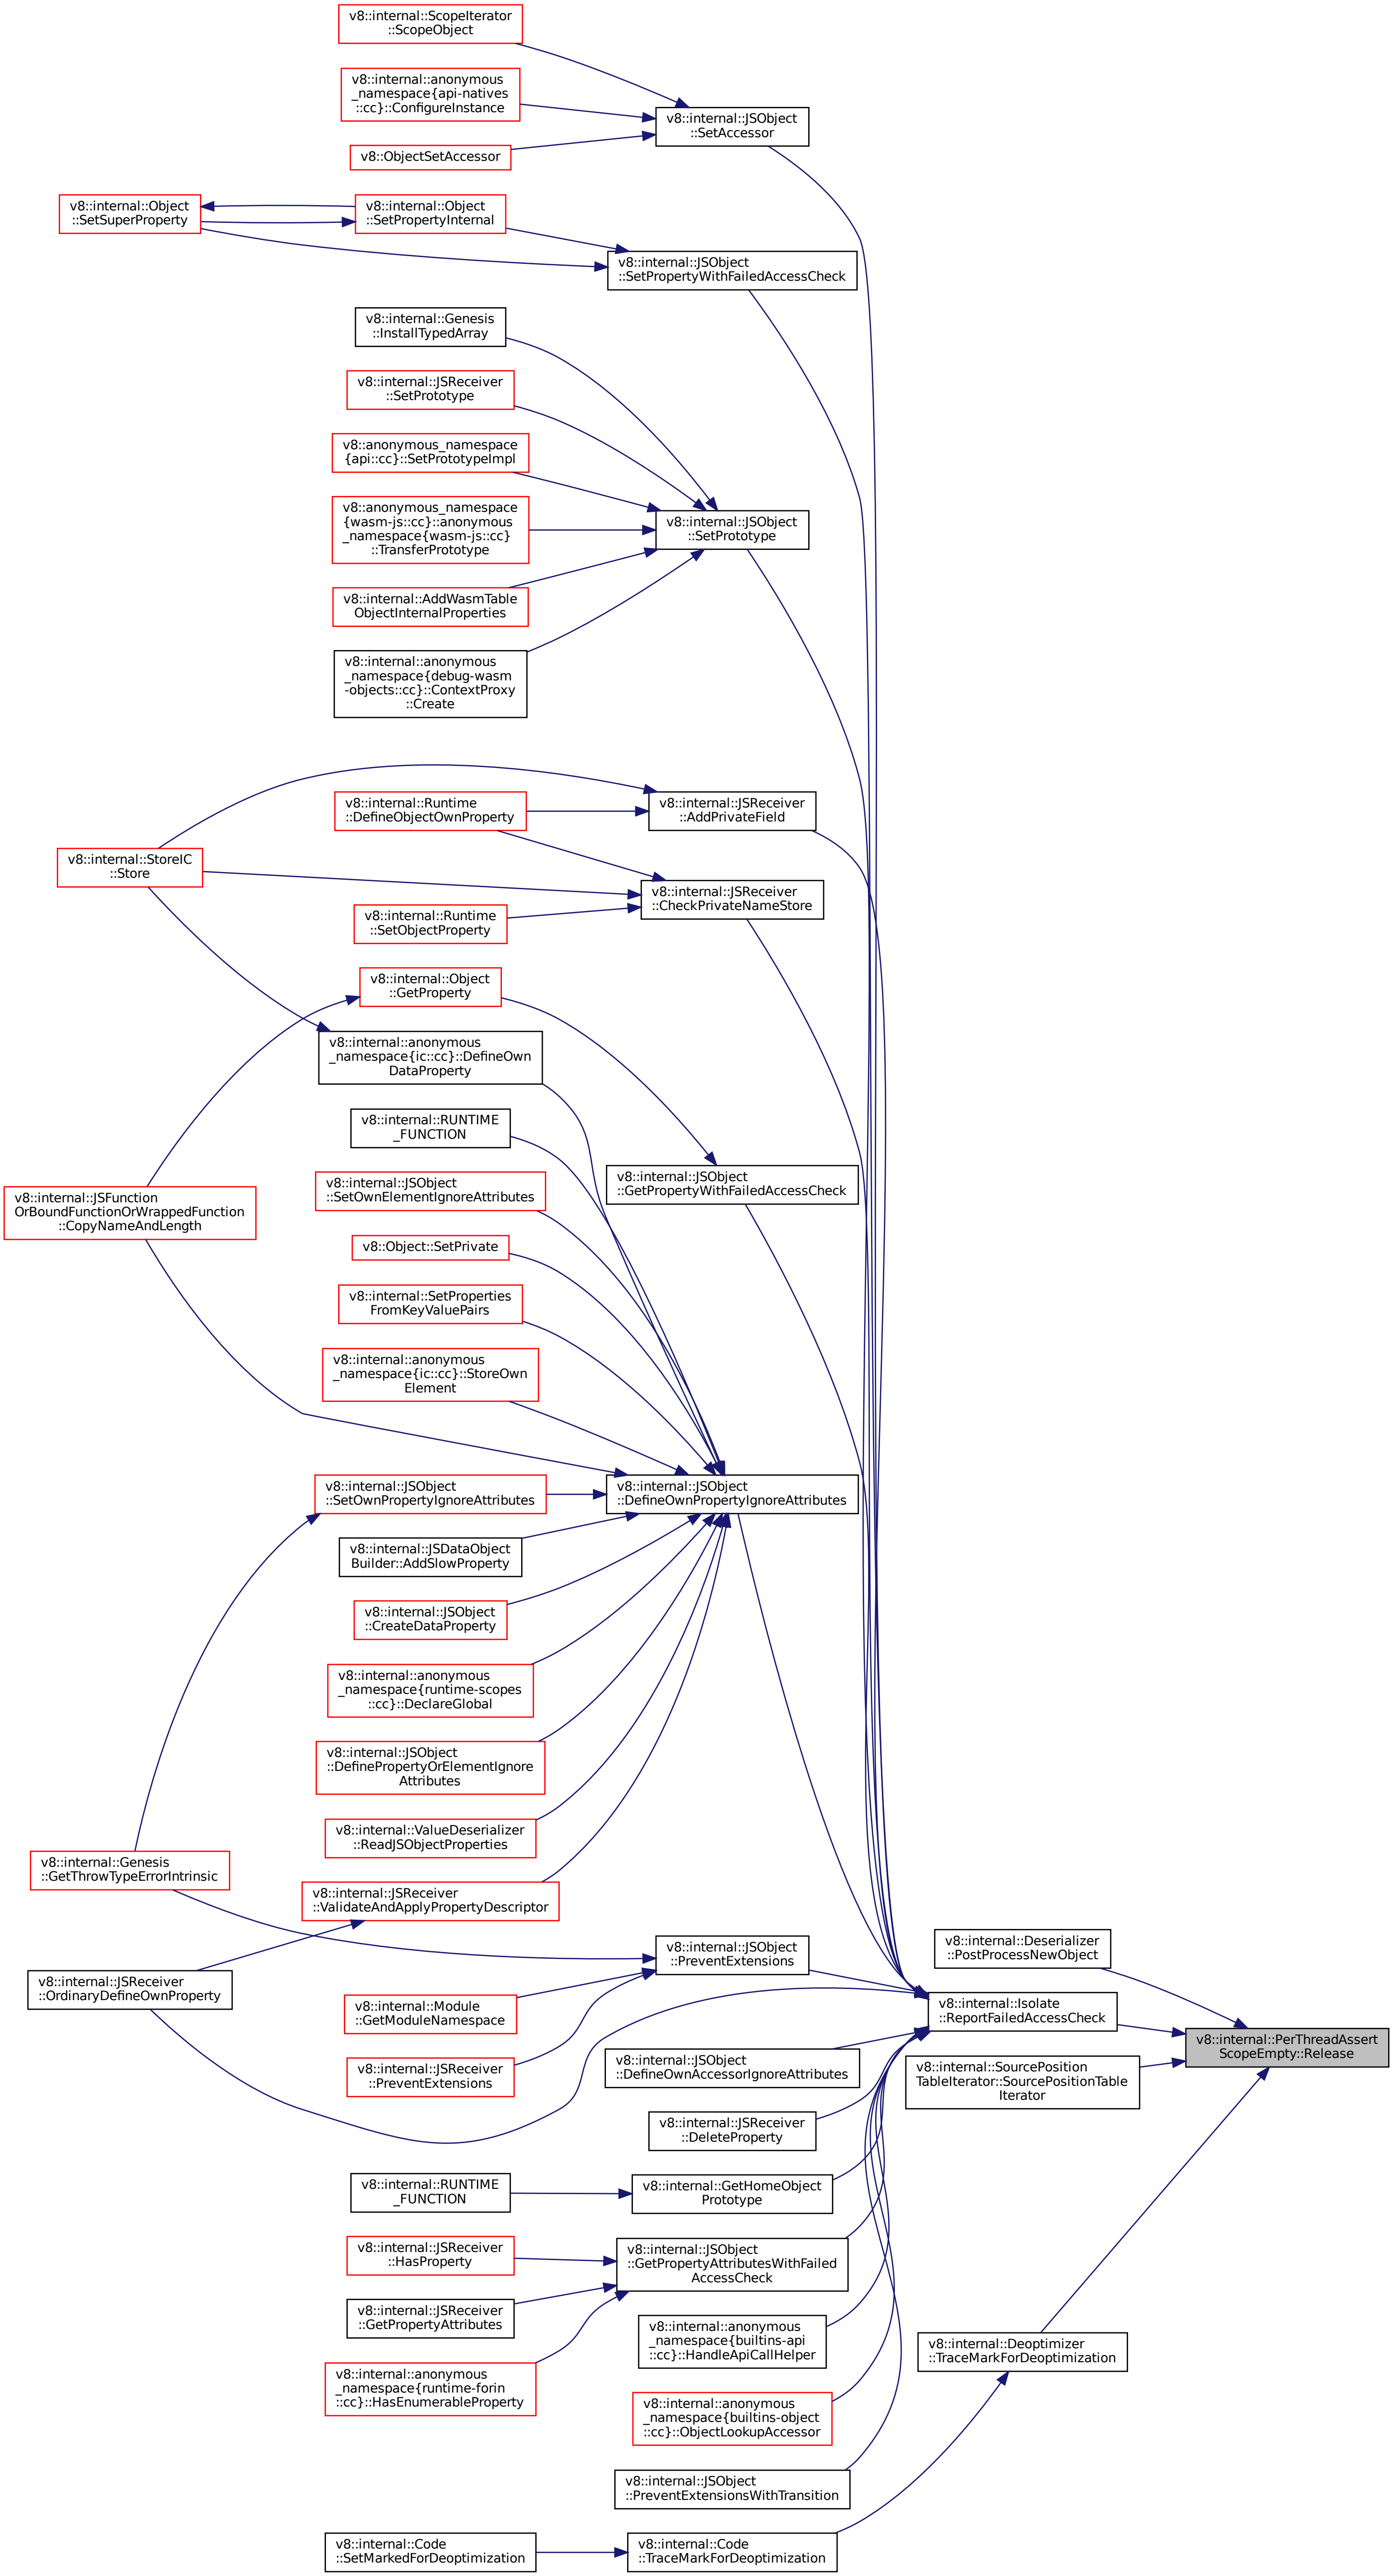 v8::internal::ScopeIterator
::ScopeObject
v8::internal::anonymous
_namespace{api-natives
::cc}::ConfigureInstance
v8::internal::JSObject
::SetAccessor
v8::ObjectSetAccessor
v8::internal::Object
::SetSuperProperty
v8::internal::Object
::SetPropertyInternal
v8::internal::JSObject
::SetPropertyWithFailedAccessCheck
v8::internal::Genesis
::InstallTypedArray
v8::internal::JSReceiver
::SetPrototype
v8::anonymous_namespace
{api::cc}::SetPrototypeImpl
v8::anonymous_namespace
{wasm-js::cc}::anonymous
_namespace{wasm-js::cc}
::TransferPrototype
v8::internal::JSObject
::SetPrototype
v8::internal::AddWasmTable
ObjectInternalProperties
v8::internal::anonymous
_namespace{debug-wasm
-objects::cc}::ContextProxy
::Create
v8::internal::Runtime
::DefineObjectOwnProperty
v8::internal::JSReceiver
::AddPrivateField
v8::internal::StoreIC
::Store
v8::internal::JSReceiver
::CheckPrivateNameStore
v8::internal::Runtime
::SetObjectProperty
v8::internal::Object
::GetProperty
v8::internal::anonymous
_namespace{ic::cc}::DefineOwn
DataProperty
v8::internal::RUNTIME
_FUNCTION
v8::internal::JSObject
::GetPropertyWithFailedAccessCheck
v8::internal::JSFunction
OrBoundFunctionOrWrappedFunction
::CopyNameAndLength
v8::internal::JSObject
::SetOwnElementIgnoreAttributes
v8::Object::SetPrivate
v8::internal::SetProperties
FromKeyValuePairs
v8::internal::anonymous
_namespace{ic::cc}::StoreOwn
Element
v8::internal::JSObject
::SetOwnPropertyIgnoreAttributes
v8::internal::JSObject
::DefineOwnPropertyIgnoreAttributes
v8::internal::JSDataObject
Builder::AddSlowProperty
v8::internal::JSObject
::CreateDataProperty
v8::internal::anonymous
_namespace{runtime-scopes
::cc}::DeclareGlobal
v8::internal::JSObject
::DefinePropertyOrElementIgnore
Attributes
v8::internal::ValueDeserializer
::ReadJSObjectProperties
v8::internal::Genesis
::GetThrowTypeErrorIntrinsic
v8::internal::JSReceiver
::ValidateAndApplyPropertyDescriptor
v8::internal::JSObject
::PreventExtensions
v8::internal::Deserializer
::PostProcessNewObject
v8::internal::JSReceiver
::OrdinaryDefineOwnProperty
v8::internal::Module
::GetModuleNamespace
v8::internal::Isolate
::ReportFailedAccessCheck
v8::internal::PerThreadAssert
ScopeEmpty::Release
v8::internal::JSReceiver
::PreventExtensions
v8::internal::JSObject
::DefineOwnAccessorIgnoreAttributes
v8::internal::SourcePosition
TableIterator::SourcePositionTable
Iterator
v8::internal::JSReceiver
::DeleteProperty
v8::internal::RUNTIME
_FUNCTION
v8::internal::GetHomeObject
Prototype
v8::internal::JSReceiver
::HasProperty
v8::internal::JSObject
::GetPropertyAttributesWithFailed
AccessCheck
v8::internal::JSReceiver
::GetPropertyAttributes
v8::internal::anonymous
_namespace{builtins-api
::cc}::HandleApiCallHelper
v8::internal::Deoptimizer
::TraceMarkForDeoptimization
v8::internal::anonymous
_namespace{runtime-forin
::cc}::HasEnumerableProperty
v8::internal::anonymous
_namespace{builtins-object
::cc}::ObjectLookupAccessor
v8::internal::JSObject
::PreventExtensionsWithTransition
v8::internal::Code
::SetMarkedForDeoptimization
v8::internal::Code
::TraceMarkForDeoptimization